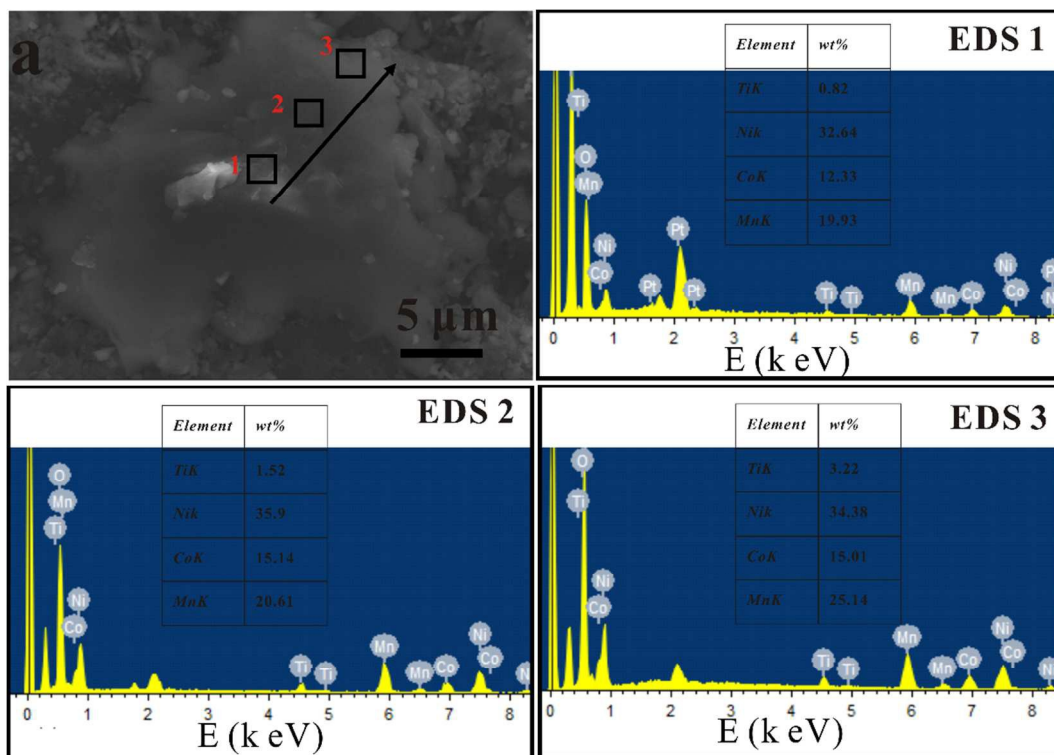 a
3
2
1
5 μm
EDS 1
Element wt%
TiK 0.82
Nik 32.64
CoK 12.33
MnK 19.93
Ti
O
Mn
Ni
Co
Pt
Pt
Pt
Ti
Ti
Mn
Mn
Co
Ni
Co
P
N
0 1 2 3 4 5 6 7 8
E (k eV)
EDS 2
Element wt%
TiK 1.52
Nik 35.9
CoK 15.14
MnK 20.61
O
Mn
Ti
Ni
Co
Ti
Ti
Mn
Mn
Co
Ni
Co
Ni
0 1 2 3 4 5 6 7 8
E (k eV)
EDS 3
Element wt%
TiK 3.22
Nik 34.38
CoK 15.01
MnK 25.14
O
Ti
Ni
Co
Ti
Ti
Mn
Mn
Co
Ni
Co
Ni
0 1 2 3 4 5 6 7 8
E (k eV)